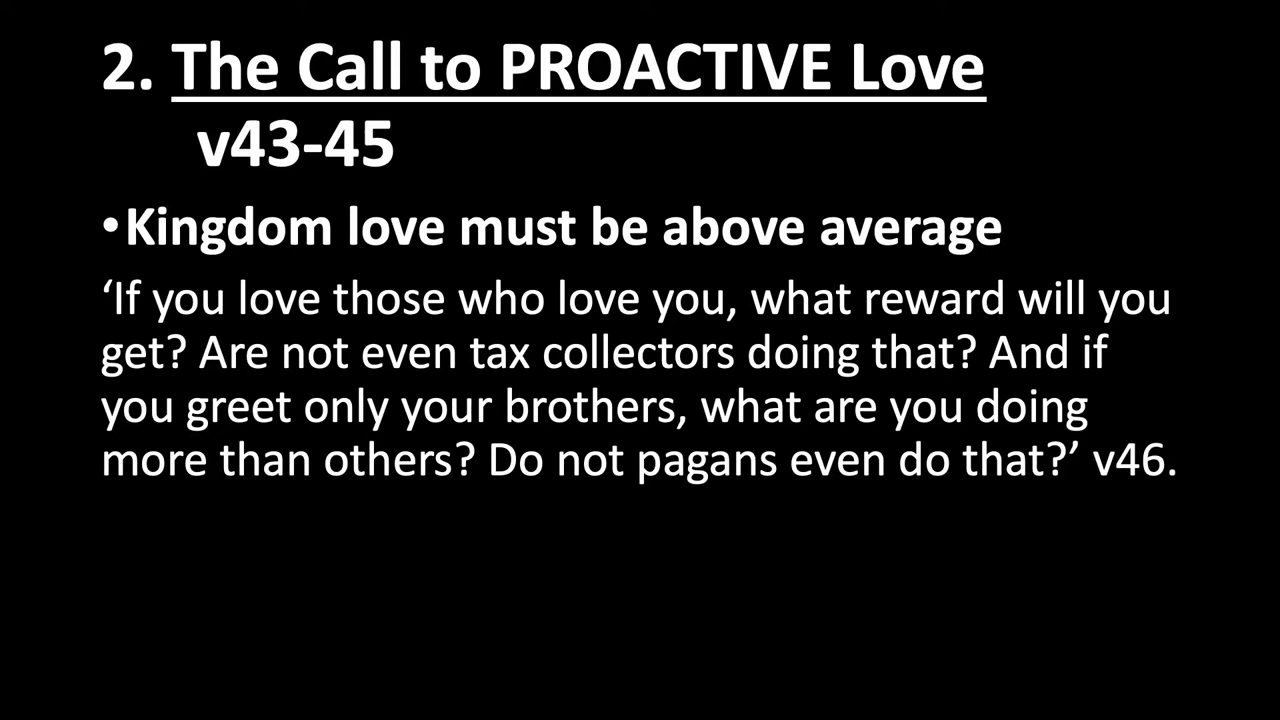 2. The Call to PROACTIVE Love
v43-45
•Kingdom love must be above average
‘If you love those who love you, what reward will you
get? Are not even tax collectors doing that? And if
you greet only your brothers, what are you doing
more than others? Do not pagans even do that?’ v46.